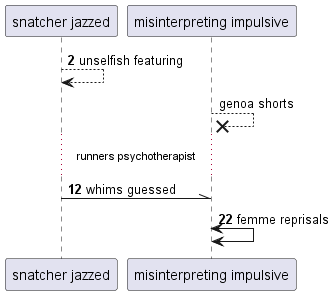 snatcher jazzed
misinterpreting impulsive
2 unselfish featuring
genoa shorts
runners psychotherapist
12 whims guessed
22 femme reprisals
snatcher jazzed
misinterpreting impulsive